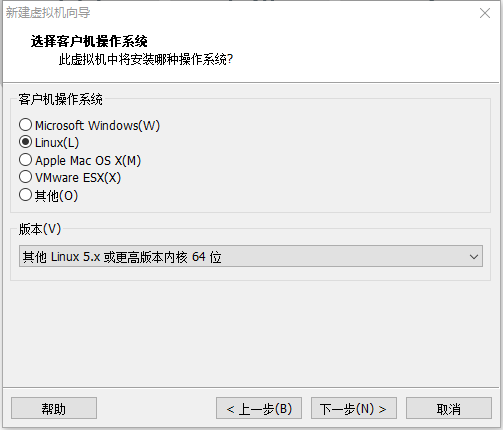 新建虚拟机向导
选择客户机操作系统
此虚拟机中将安装哪种操作系统?
客户机操作系统
Microsoft Windows(W)
Linux(L)
Apple Mac OS X(M)
VMware ESX(X)
其他(O)
版本(V)
其他 Linux 5.x 或更高版本内核 64 位
帮助
< 上一步(B)
下一步(N) >
取消